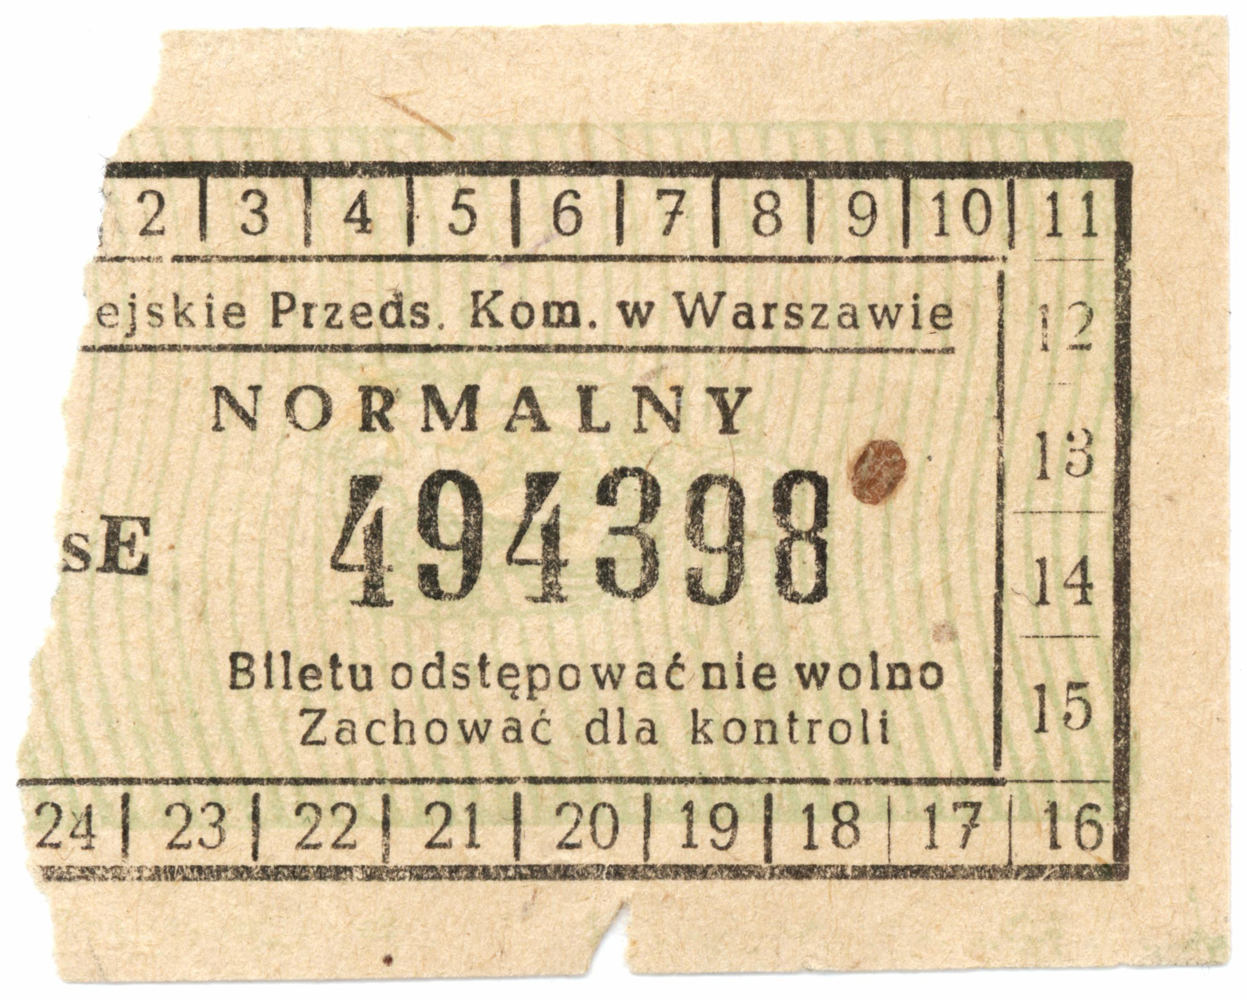 2 3 4 5 6 7 8 9 10 11
ejskie Przeds. Kom. w Warszawie
12
NORMALNY
13
494398
sE
14
Biletu odstępować nie wolno
Zachować dla kontroli
15
24 23 22 21 20 19 18 17 16